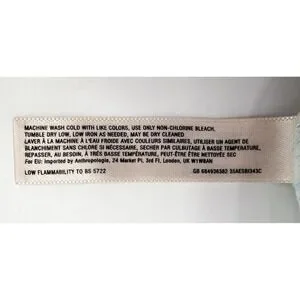 MACHINE WASH COLD WITH LIKE COLORS, USE ONLY NON-CHLORINE BLEACH,
TUMBLE DRY LOW, LOW IRON AS NEEDED, MAY BE DRY CLEANED
LAVER À LA MACHINE À L'EAU FROIDE AVEC COULEURS SIMILAIRES, UTILISER UN AGENT DE
BLANCHIMENT SANS CHLORE SI NÉCESSAIRE, SÉCHER PAR CULBUTAGE À BASSE TEMPÉRATURE,
REPASSER, AU BESOIN, À TRÈS BASSE TEMPÉRATURE, PEUT-ÊTRE ÊTRE NETTOYÉE SEC
For EU: Imported by Anthropologie, 24 Market Pl, 3rd Fl, London, UK W1W8AN
LOW FLAMMABILITY TO BS 5722 GB 684936382